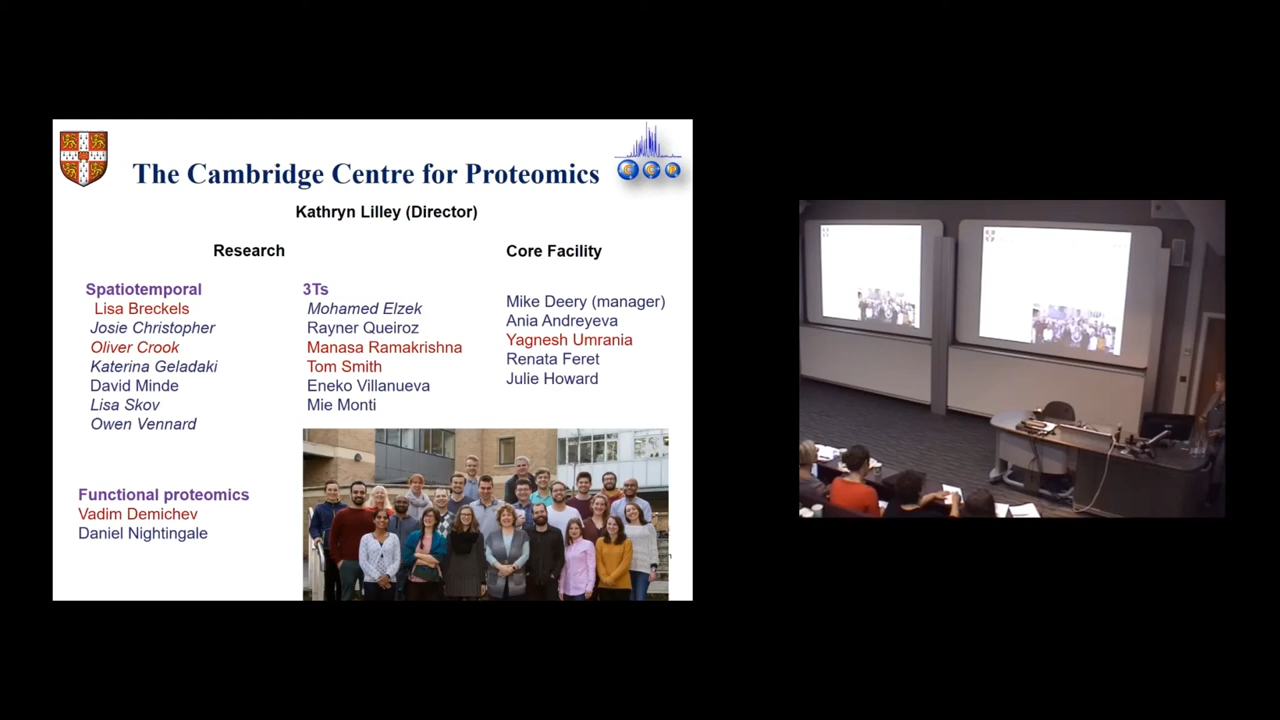 The Cambridge Centre for Proteomics
C C P
Kathryn Lilley (Director)
Research
Spatiotemporal
Lisa Breckels
Josie Christopher
Oliver Crook
Katerina Geladaki
David Minde
Lisa Skov
Owen Vennard
Functional proteomics
Vadim Demichev
Daniel Nightingale
3Ts
Mohamed Elzek
Rayner Queiroz
Manasa Ramakrishna
Tom Smith
Eneko Villanueva
Mie Monti
Core Facility
Mike Deery (manager)
Ania Andreyeva
Yagnesh Umrania
Renata Feret
Julie Howard